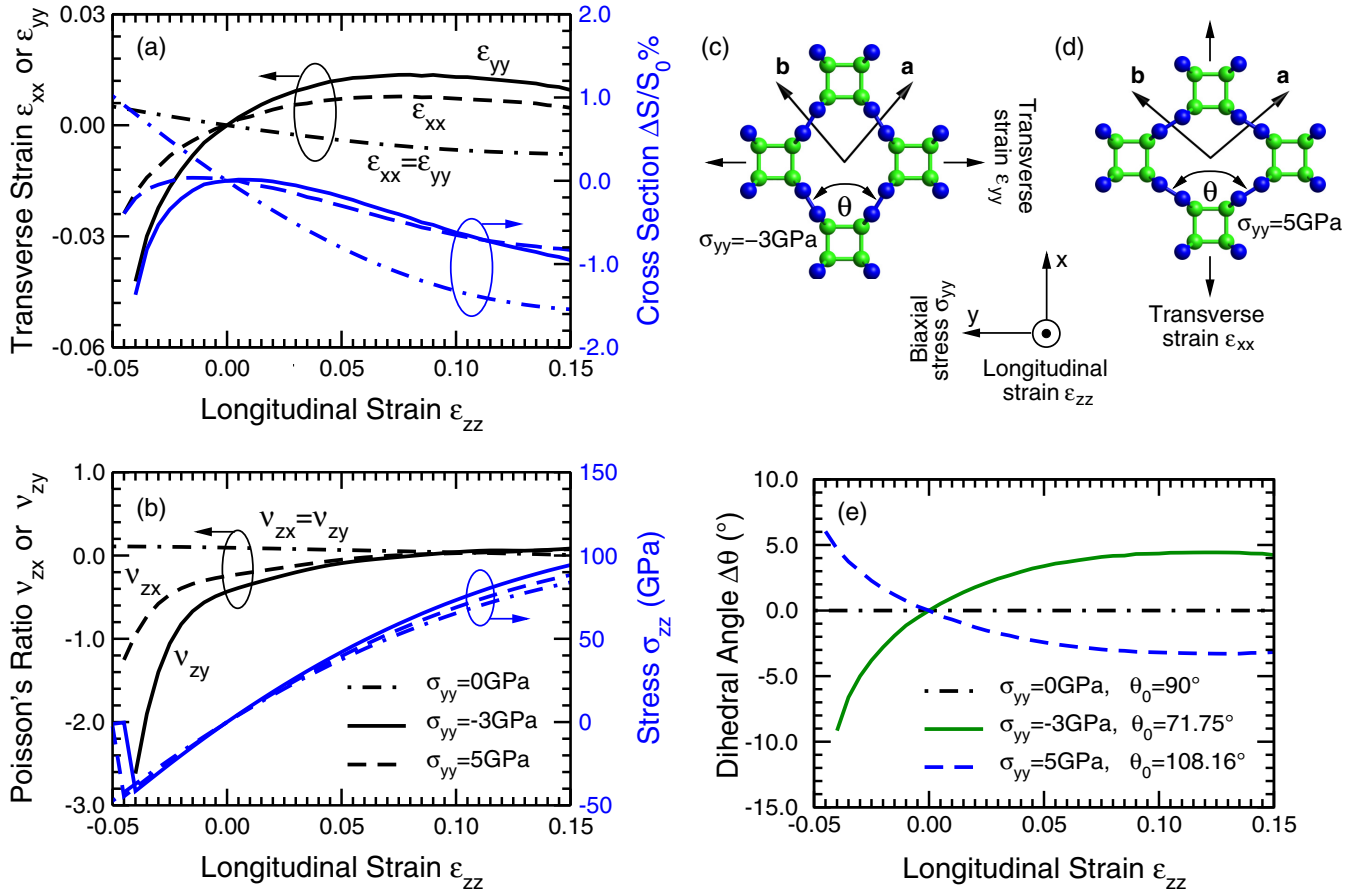 (a)
0.03
0.00
-0.03
-0.06
Transverse Strain ε_xx or ε_yy
ε_yy
ε_xx
ε_xx=ε_yy
2.0
1.0
0.0
-1.0
-2.0
Cross Section ΔS/S_0%
-0.05 0.00 0.05 0.10 0.15
Longitudinal Strain ε_zz
(c)
b a
θ
σ_yy=−3GPa
Transverse
strain ε_yy
(d)
b a
θ
σ_yy=5GPa
Transverse
strain ε_xx
Biaxial
stress σ_yy
x
y
Longitudinal
strain ε_zz
(b)
1.0
0.0
-1.0
-2.0
-3.0
Poisson's Ratio ν_zx or ν_zy
ν_zx=ν_zy
ν_zx
ν_zy
σ_yy=0GPa
σ_yy=-3GPa
σ_yy=5GPa
150
100
50
0
-50
Stress σ_zz (GPa)
-0.05 0.00 0.05 0.10 0.15
Longitudinal Strain ε_zz
(e)
10.0
5.0
0.0
-5.0
-10.0
-15.0
Dihedral Angle Δθ (°)
σ_yy=0GPa, θ_0=90°
σ_yy=-3GPa, θ_0=71.75°
σ_yy=5GPa, θ_0=108.16°
-0.05 0.00 0.05 0.10 0.15
Longitudinal Strain ε_zz